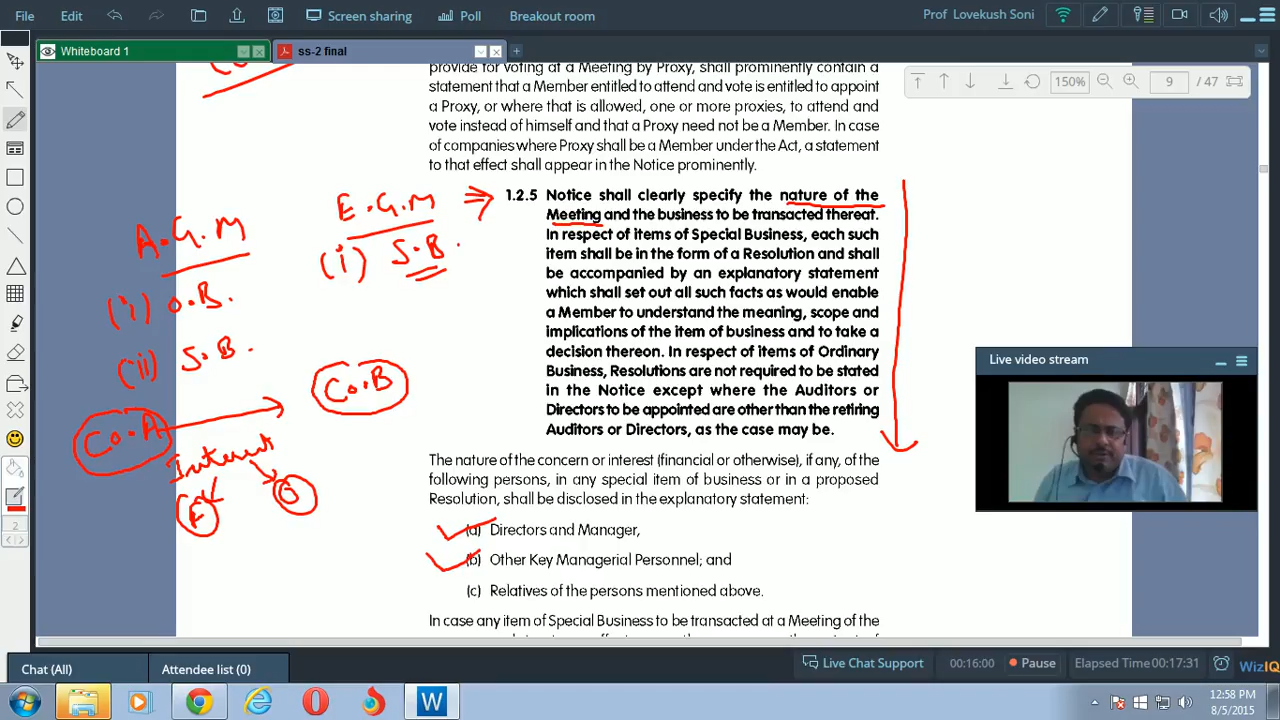 File Edit View Tools
Screen sharing
Poll
Breakout room
Prof Lovekush Soni
Whiteboard 1
ss-2 final
+
150%
9 / 47
provide for voting at a Meeting by Proxy, shall prominently contain a
statement that a Member entitled to attend and vote is entitled to appoint
a Proxy, or where that is allowed, one or more proxies, to attend and
vote instead of himself and that a Proxy need not be a Member. In case
of companies where Proxy shall be a Member under the Act, a statement
to that effect shall appear in the Notice prominently.
1.2.5 Notice shall clearly specify the nature of the
Meeting and the business to be transacted thereat.
In respect of items of Special Business, each such
item shall be in the form of a Resolution and shall
be accompanied by an explanatory statement
which shall set out all such facts as would enable
a Member to understand the meaning, scope and
implications of the item of business and to take a
decision thereon. In respect of items of Ordinary
Business, Resolutions are not required to be stated
in the Notice except where the Auditors or
Directors to be appointed are other than the retiring
Auditors or Directors, as the case may be.
The nature of the concern or interest (financial or otherwise), if any, of the
following persons, in any special item of business or in a proposed
Resolution, shall be disclosed in the explanatory statement:
(a) Directors and Manager,
(b) Other Key Managerial Personnel; and
(c) Relatives of the persons mentioned above.
In case any item of Special Business to be transacted at a Meeting of the
A.G.M
(i) O.B.
(ii) S.B.
E.G.M
(i) S.B.
Co.A
Co.B
Interest
F
O
Live video stream
2
Chat (All)
Attendee list (0)
Live Chat Support
00:16:00
Pause
Elapsed Time 00:17:31
WizIQ
12:58 PM
8/5/2015